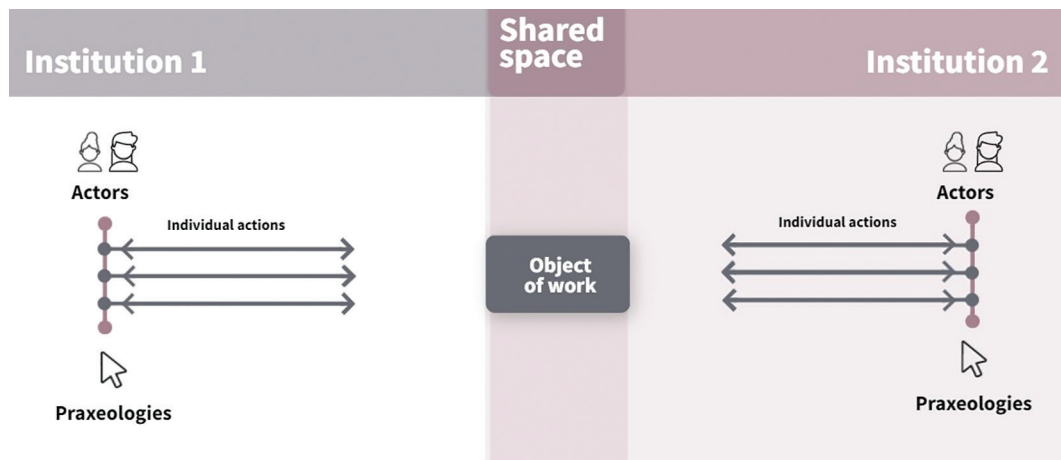 Institution 1
Shared
space
Institution 2
Actors
Individual actions
Praxeologies
Object
of work
Actors
Individual actions
Praxeologies